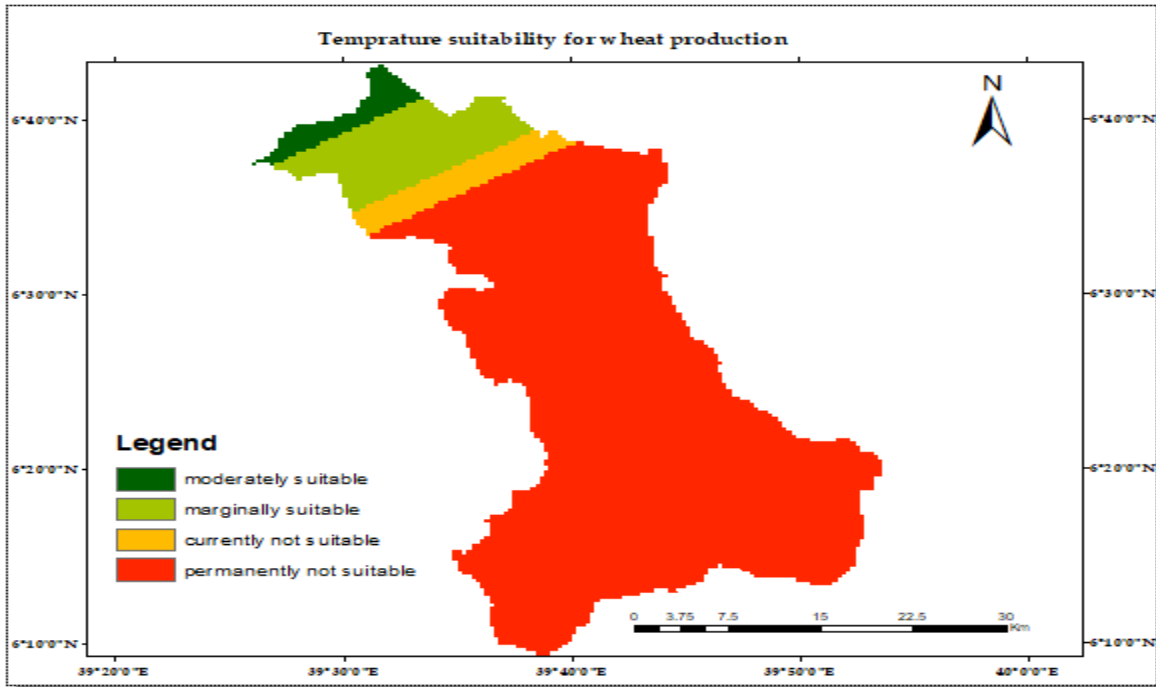 Temprature suitability for wheat production
N
6°40'0"N
6°40'0"N
6°30'0"N
6°30'0"N
Legend
moderately suitable
6°20'0"N
6°20'0"N
marginally suitable
currently not suitable
permanently not suitable
0 3.75 7.5 15 22.5 30
Km
6°10'0"N
6°10'0"N
39°20'0"E 39°30'0"E 39°40'0"E 39°50'0"E 40°0'0"E